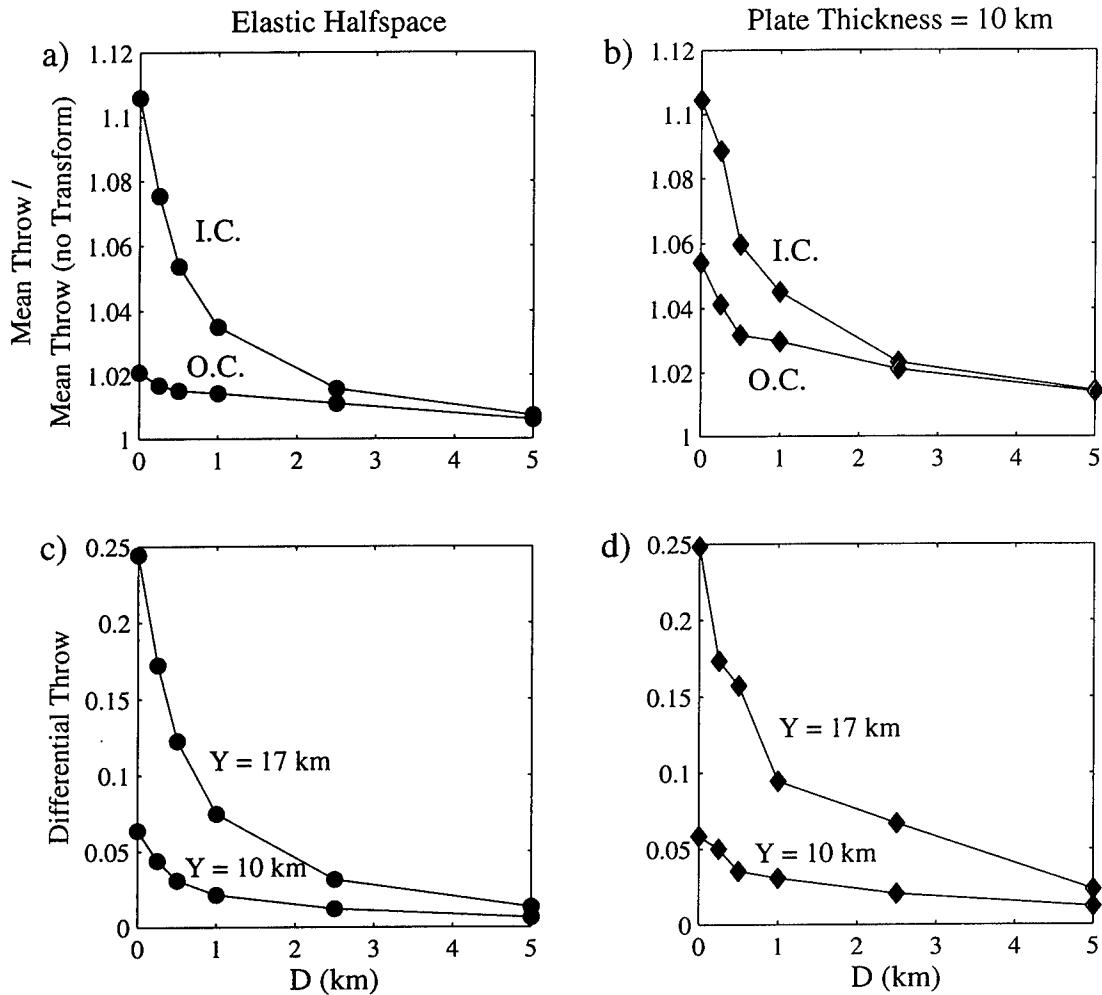 Elastic Halfspace
Plate Thickness = 10 km
a)
b)
Mean Throw /
Mean Throw (no Transform)
1.12
1.1
1.08
1.06
1.04
1.02
1
I.C.
O.C.
0 1 2 3 4 5
1.12
1.1
1.08
1.06
1.04
1.02
1
I.C.
O.C.
0 1 2 3 4 5
c)
d)
Differential Throw
0.25
0.2
0.15
0.1
0.05
0
Y = 17 km
Y = 10 km
0 1 2 3 4 5
D (km)
0.25
0.2
0.15
0.1
0.05
0
Y = 17 km
Y = 10 km
0 1 2 3 4 5
D (km)